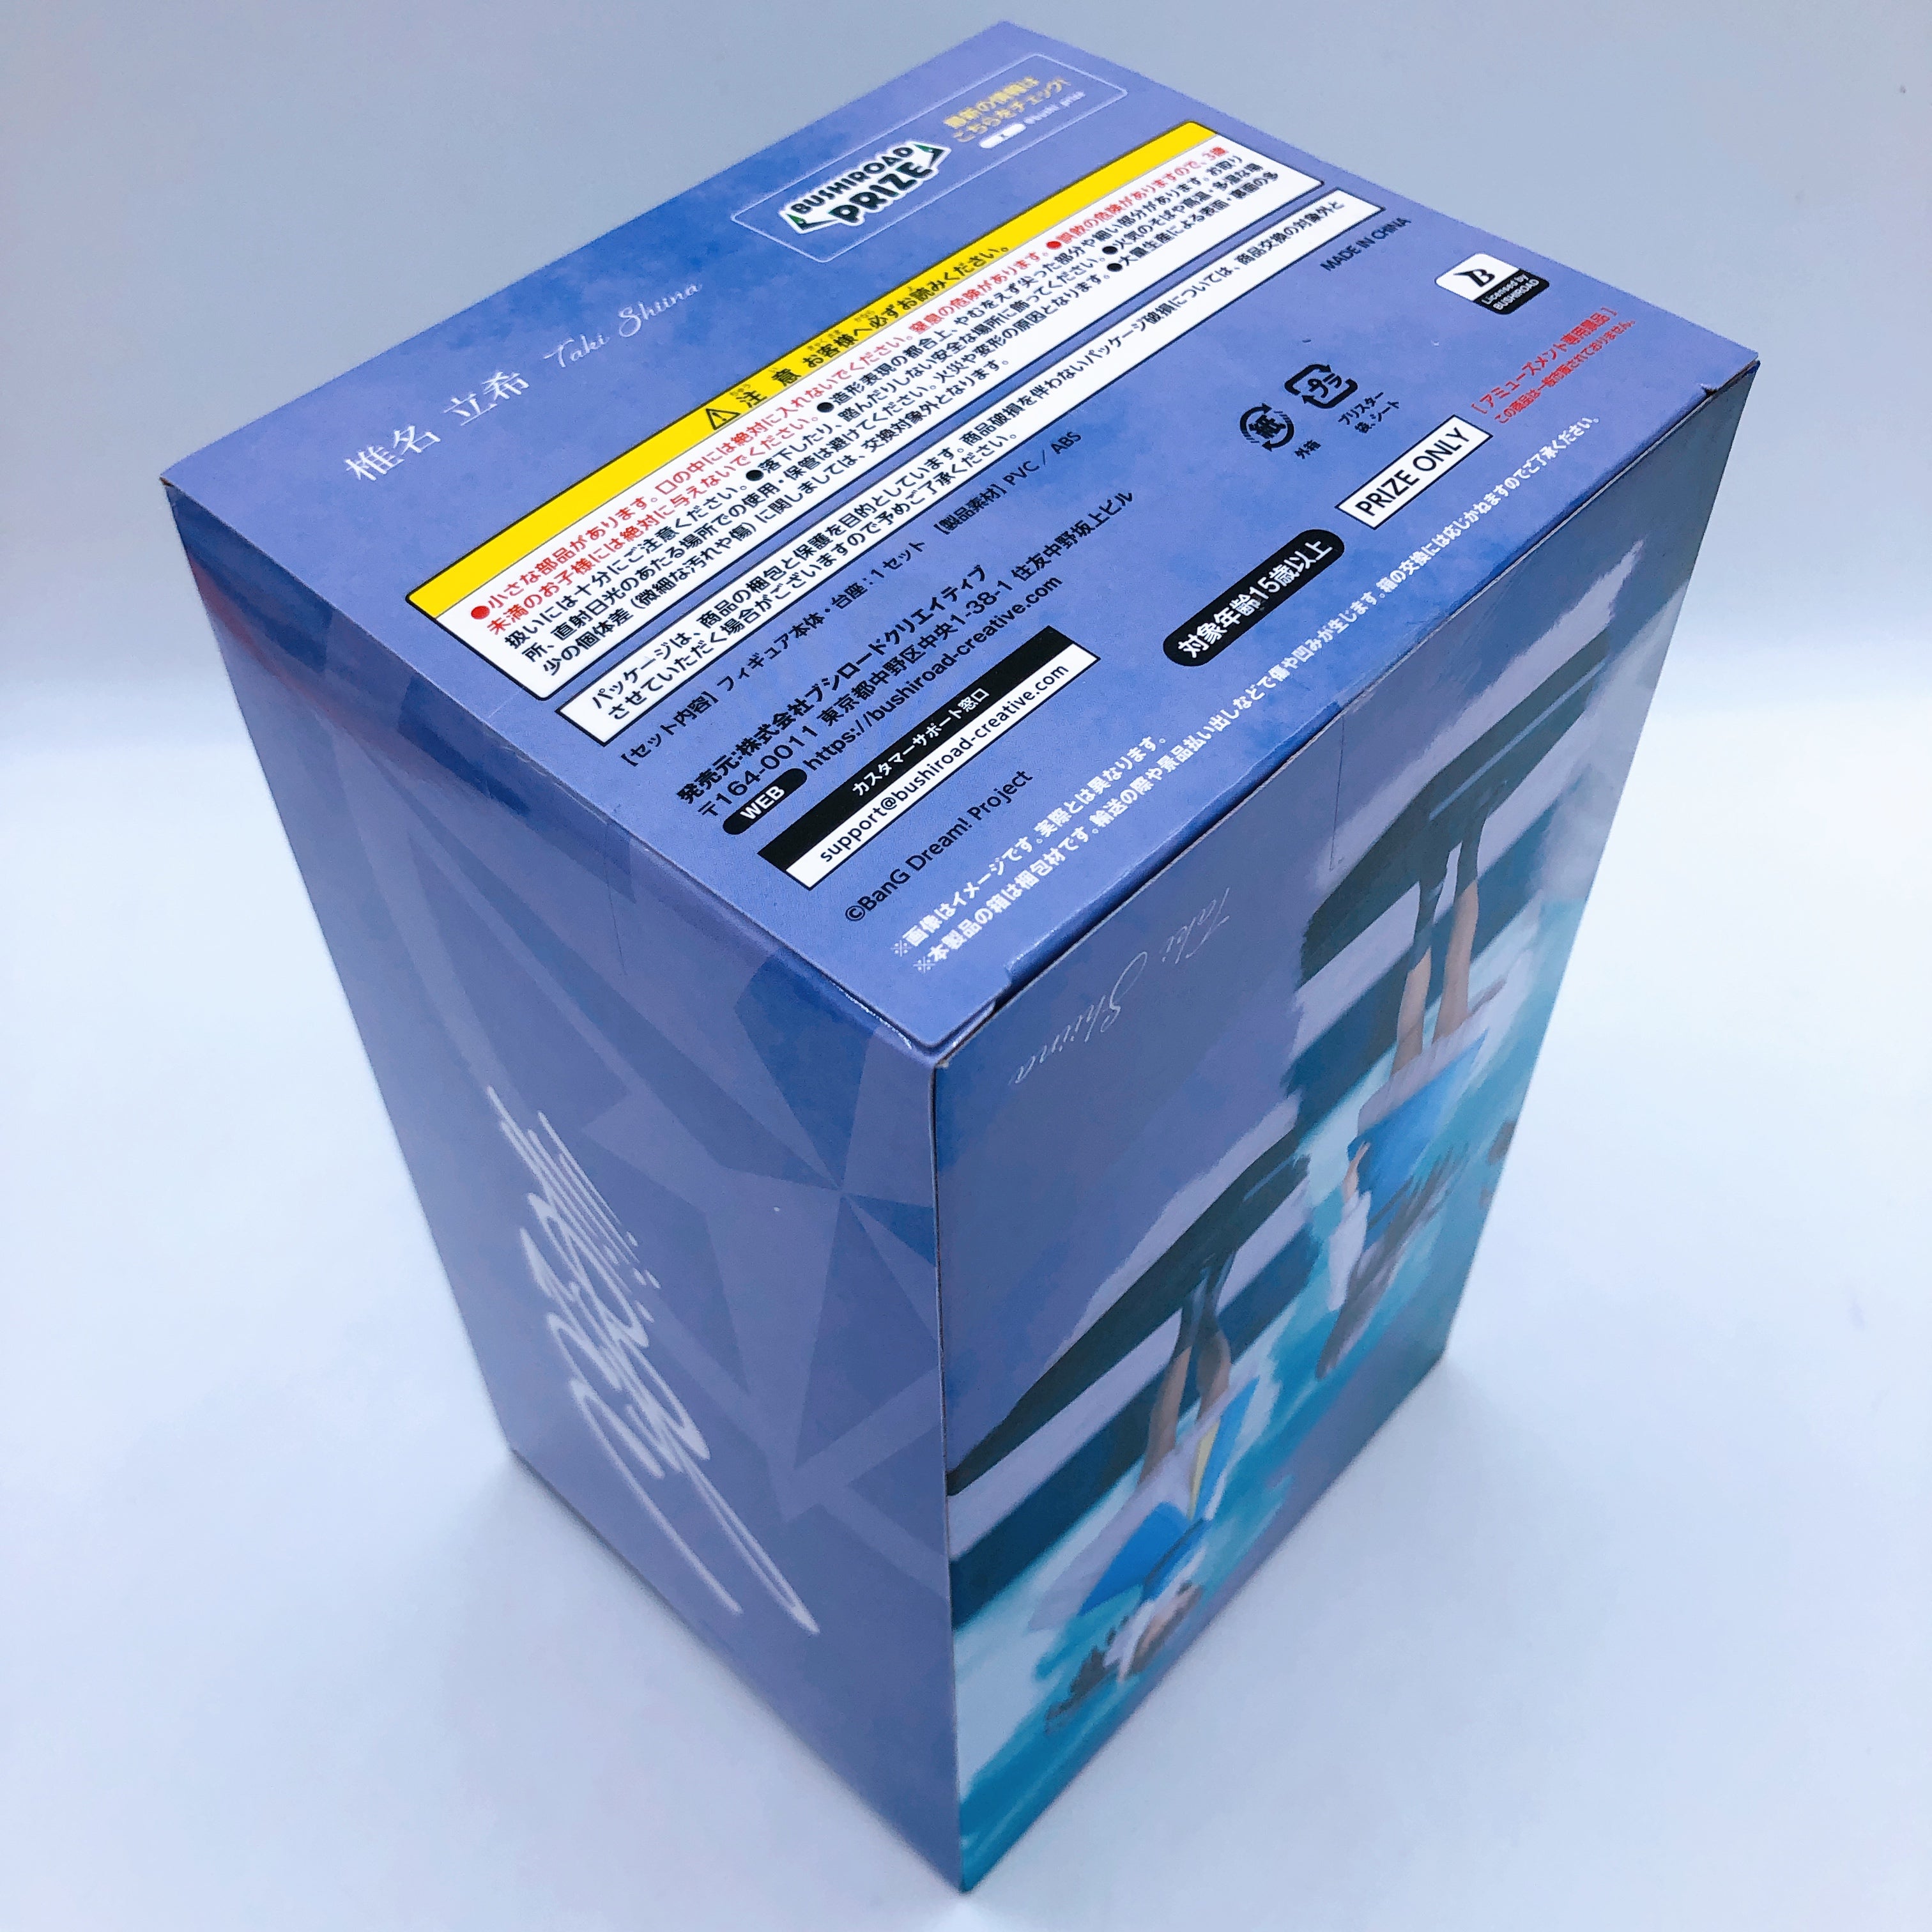 椎名 立希 Taki Shiina
BUSHIROAD
PRIZE
最新の情報は
こちらをチェック!
X @bushi_prize
注意 お客様へ必ずお読みください。
●小さな部品があります。口の中には絶対に入れないでください。窒息の危険があります。●誤飲の危険がありますので、3歳
未満のお子様には絶対に与えないでください。●造形表現の都合上、やむをえず尖った部分や細い部分があります。お取り
扱いには十分にご注意ください。●落下したり、踏んだりしない安全な場所に飾ってください。●火気のそばや高温・多湿な場
所、直射日光のあたる場所での使用・保管は避けてください。火災や変形の原因となります。●大量生産による表面・裏面の多
少の個体差(微細な汚れや傷)に関しましては、交換対象外となります。
パッケージは、商品の梱包と保護を目的としています。商品破損を伴わないパッケージ破損については、商品交換の対象外と
させていただく場合がございますので予めご了承ください。
MADE IN CHINA
[セット内容] フィギュア本体・台座:1セット [製品素材] PVC / ABS
発売元:株式会社ブシロードクリエイティブ
〒164-0011 東京都中野区中央1-38-1 住友中野坂上ビル
WEB https://bushiroad-creative.com
カスタマーサポート窓口
support@bushiroad-creative.com
©BanG Dream! Project
B
Licensed by
BUSHIROAD
紙
外箱
プラ
ブリスター
袋、シート
[アミューズメント専用景品]
この商品は一般市販されておりません。
PRIZE ONLY
対象年齢15歳以上
※画像はイメージです。実際とは異なります。
※本製品の箱は梱包材です。輸送の際や景品払い出しなどで傷や凹みが生じます。箱の交換には応じかねますのでご了承ください。
Taki Shiina